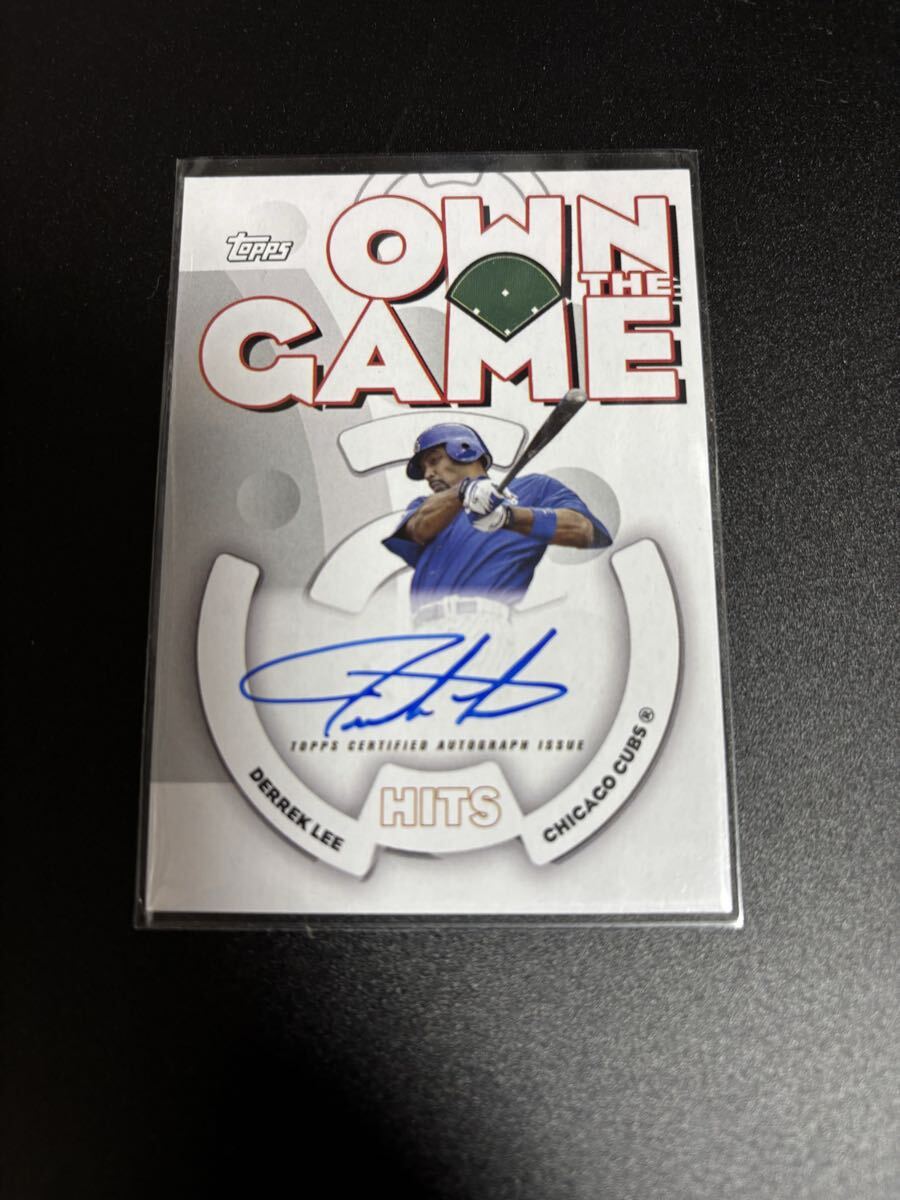 Topps
OWN
THE
GAME
TOPPS CERTIFIED AUTOGRAPH ISSUE
DERREK LEE
HITS
CHICAGO CUBS®